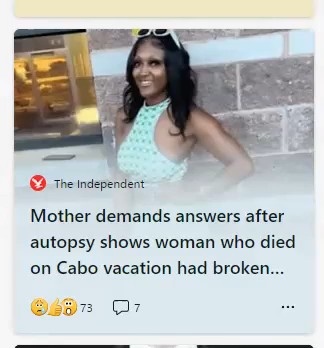 The Independent
Mother demands answers after
autopsy shows woman who died
on Cabo vacation had broken...
73
7
...